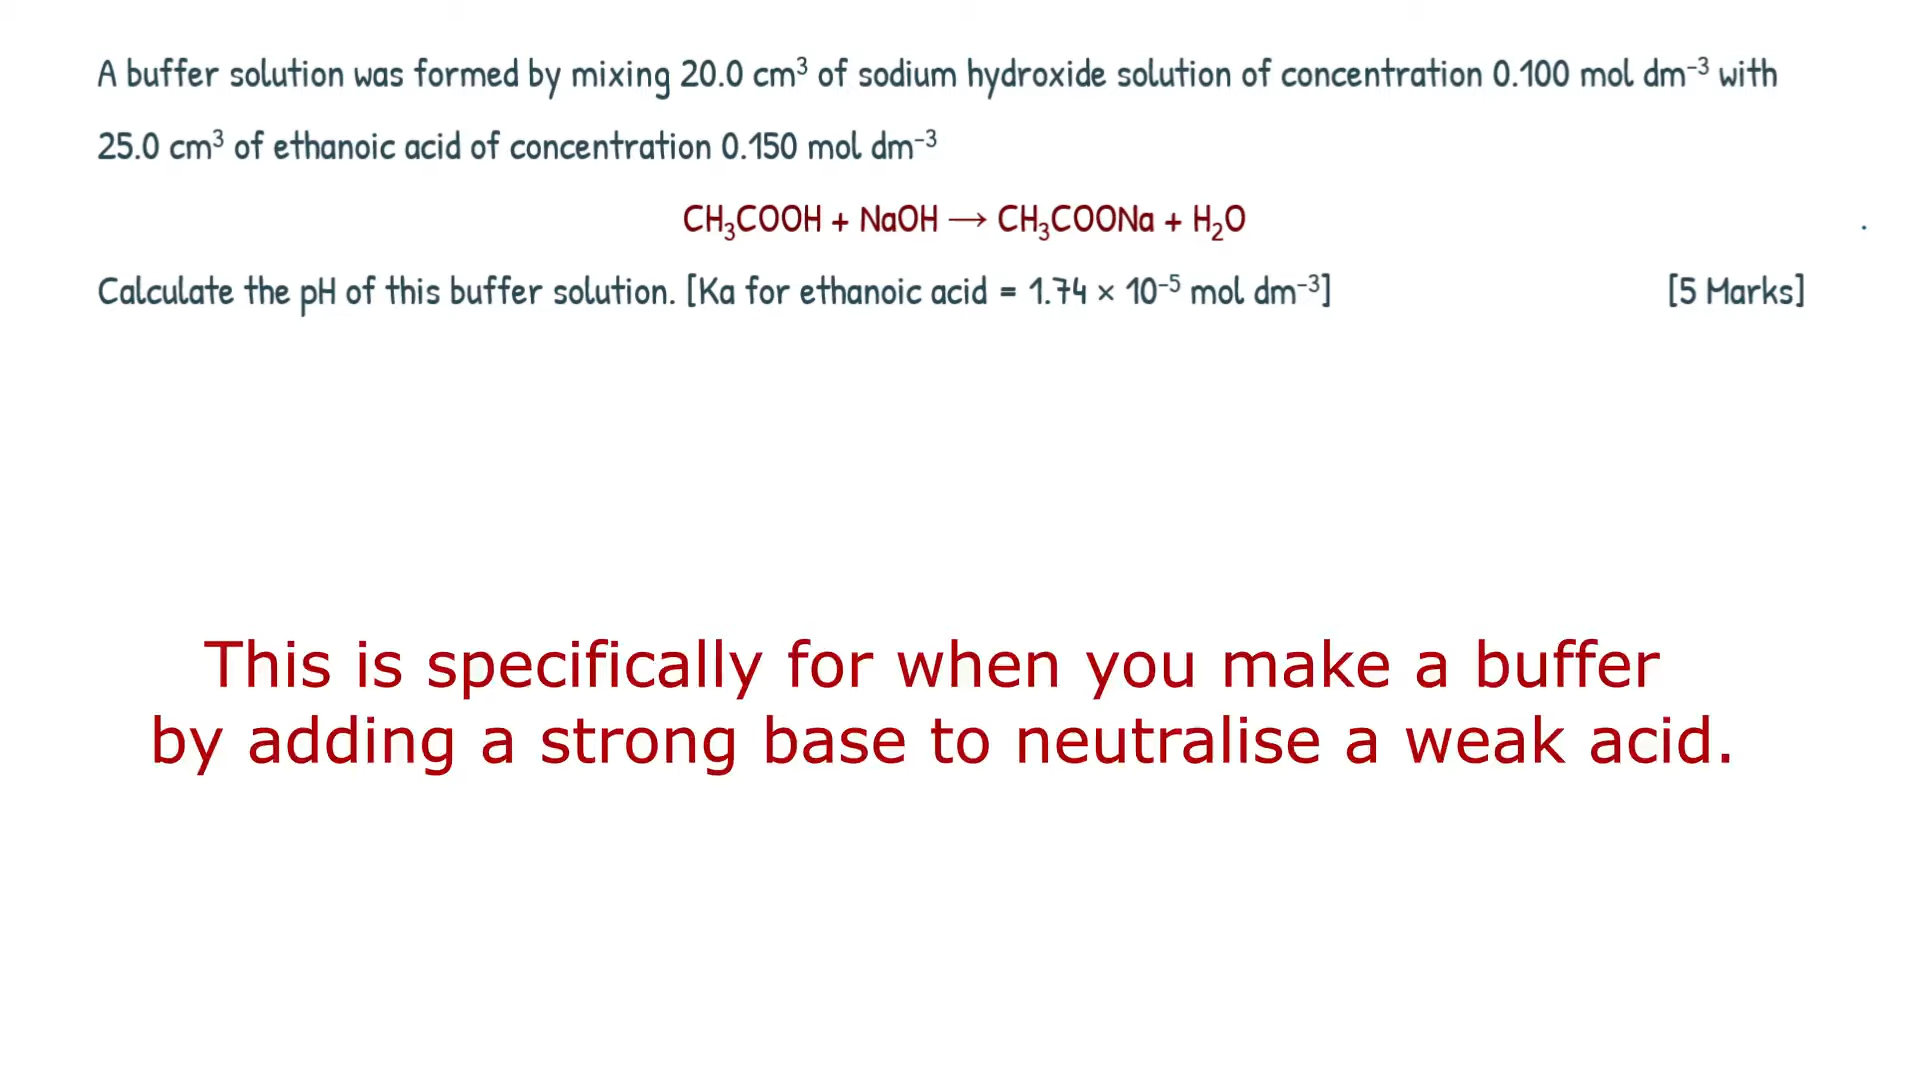 A buffer solution was formed by mixing 20.0 cm³ of sodium hydroxide solution of concentration 0.100 mol dm⁻³ with
25.0 cm³ of ethanoic acid of concentration 0.150 mol dm⁻³
CH₃COOH + NaOH ⟶ CH₃COONa + H₂O
Calculate the pH of this buffer solution. [Ka for ethanoic acid = 1.74 × 10⁻⁵ mol dm⁻³] [5 Marks]
This is specifically for when you make a buffer
by adding a strong base to neutralise a weak acid.